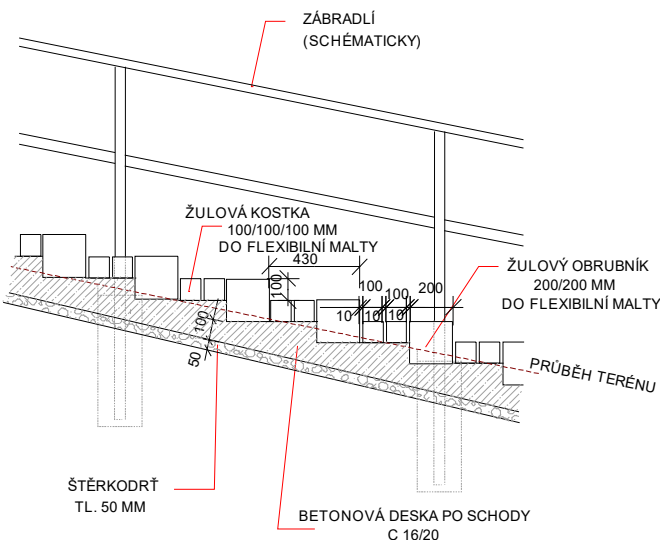 ZÁBRADLÍ
(SCHÉMATICKY)
ŽULOVÁ KOSTKA
100/100/100 MM
DO FLEXIBILNÍ MALTY
430
100
100
100
200
10
10
10
ŽULOVÝ OBRUBNÍK
200/200 MM
DO FLEXIBILNÍ MALTY
100
50
PRŮBĚH TERÉNU
ŠTĚRKODRŤ
TL. 50 MM
BETONOVÁ DESKA PO SCHODY
C 16/20